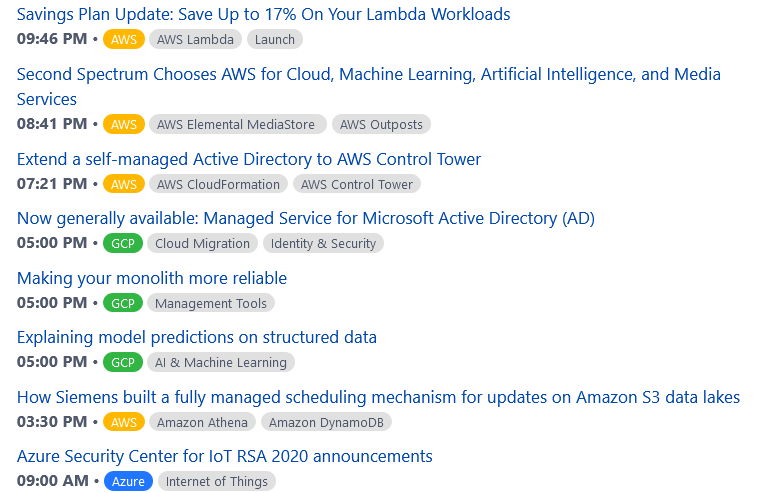 Savings Plan Update: Save Up to 17% On Your Lambda Workloads
09:46 PM • AWS AWS Lambda Launch
Second Spectrum Chooses AWS for Cloud, Machine Learning, Artificial Intelligence, and Media
Services
08:41 PM • AWS AWS Elemental MediaStore AWS Outposts
Extend a self-managed Active Directory to AWS Control Tower
07:21 PM • AWS AWS CloudFormation AWS Control Tower
Now generally available: Managed Service for Microsoft Active Directory (AD)
05:00 PM • GCP Cloud Migration Identity & Security
Making your monolith more reliable
05:00 PM • GCP Management Tools
Explaining model predictions on structured data
05:00 PM • GCP AI & Machine Learning
How Siemens built a fully managed scheduling mechanism for updates on Amazon S3 data lakes
03:30 PM • AWS Amazon Athena Amazon DynamoDB
Azure Security Center for IoT RSA 2020 announcements
09:00 AM • Azure Internet of Things